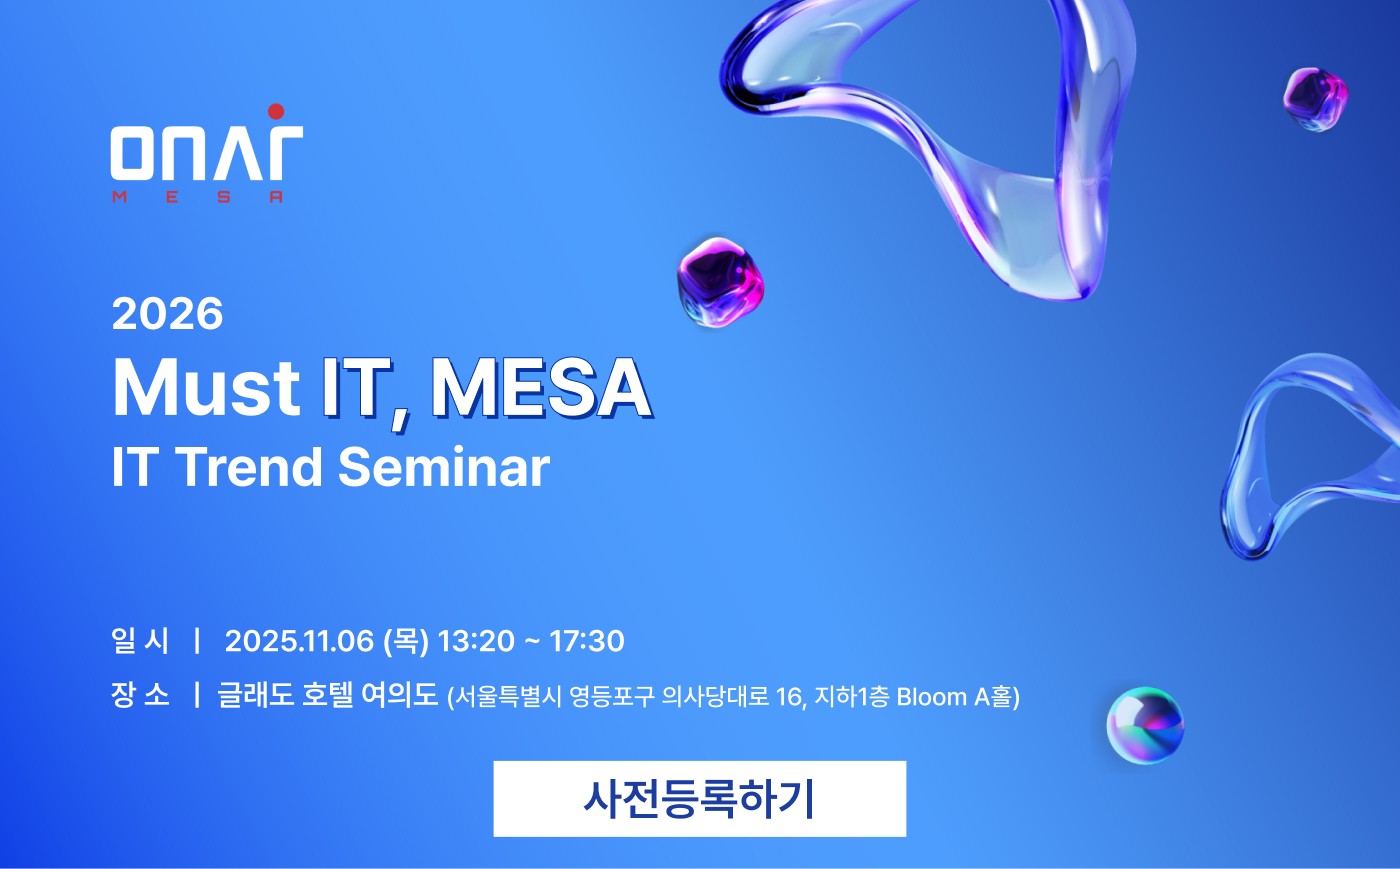 ONAIR
MESA
2026
Must IT, MESA
IT Trend Seminar
일 시 | 2025.11.06 (목) 13:20 ~ 17:30
장 소 | 글래도 호텔 여의도 (서울특별시 영등포구 의사당대로 16, 지하1층 Bloom A홀)
사전등록하기